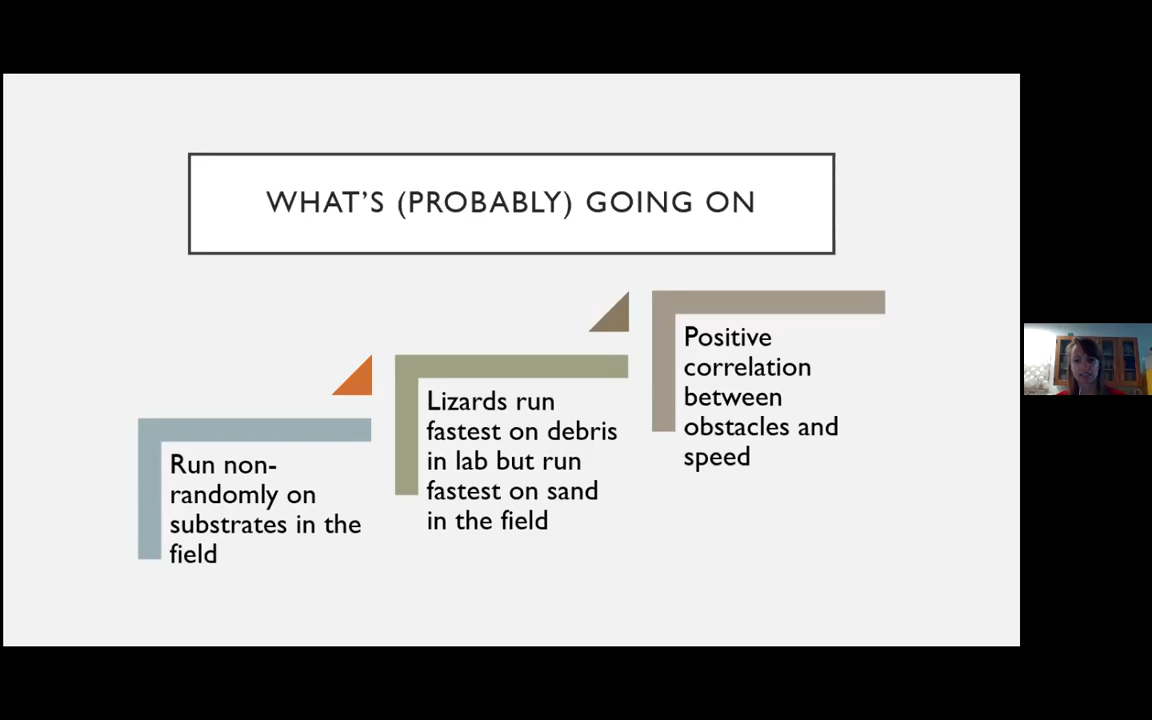 WHAT'S (PROBABLY) GOING ON
Run non-
randomly on
substrates in the
field
Lizards run
fastest on debris
in lab but run
fastest on sand
in the field
Positive
correlation
between
obstacles and
speed